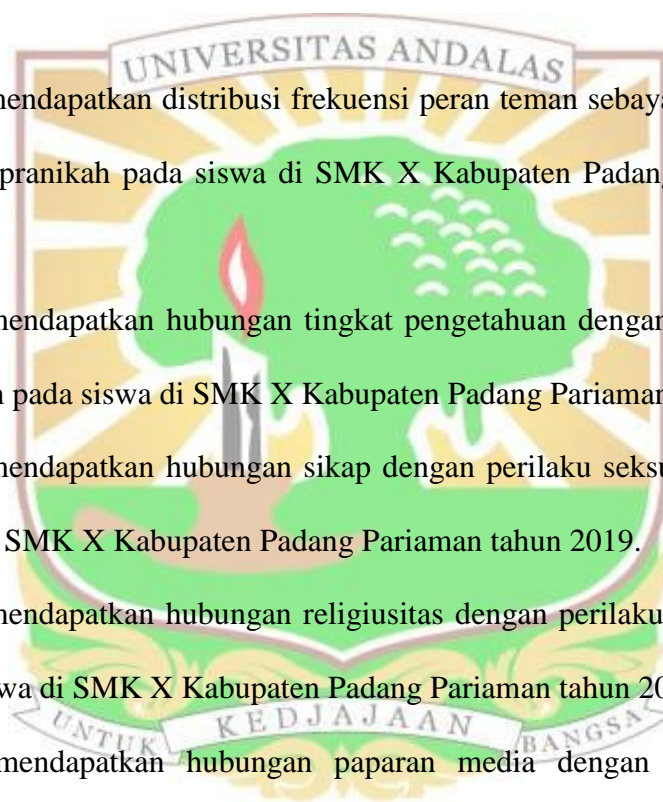 UNIVERSITAS ANDALAS
mendapatkan distribusi frekuensi peran teman sebaya
pranikah pada siswa di SMK X Kabupaten Padang
mendapatkan hubungan tingkat pengetahuan dengan
pada siswa di SMK X Kabupaten Padang Pariaman
mendapatkan hubungan sikap dengan perilaku
SMK X Kabupaten Padang Pariaman tahun 2019.
mendapatkan hubungan religiusitas dengan perilaku
di SMK X Kabupaten Padang Pariaman tahun
UNTUK KEDJAJAAN BANGSA
mendapatkan hubungan paparan media dengan